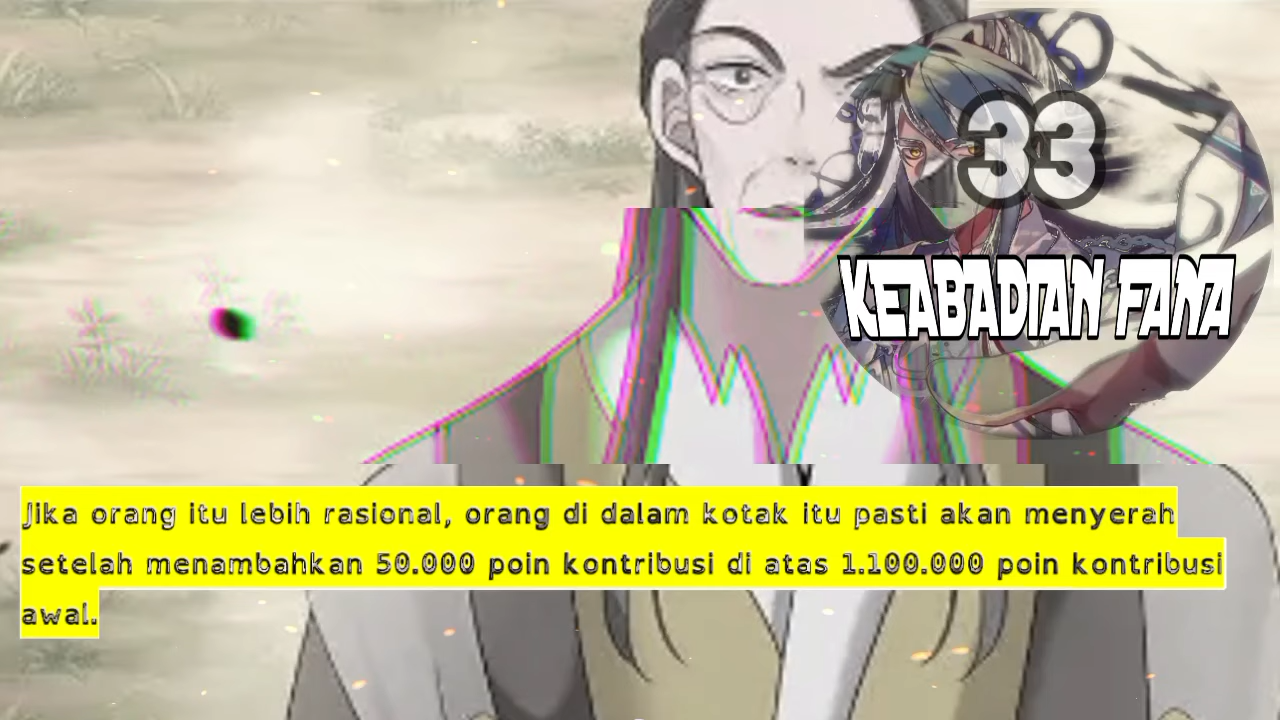 33
KEABADIAN FANA
Jika orang itu lebih rasional, orang di dalam kotak itu pasti akan menyerah
setelah menambahkan 50.000 poin kontribusi di atas 1.100.000 poin kontribusi
awal.